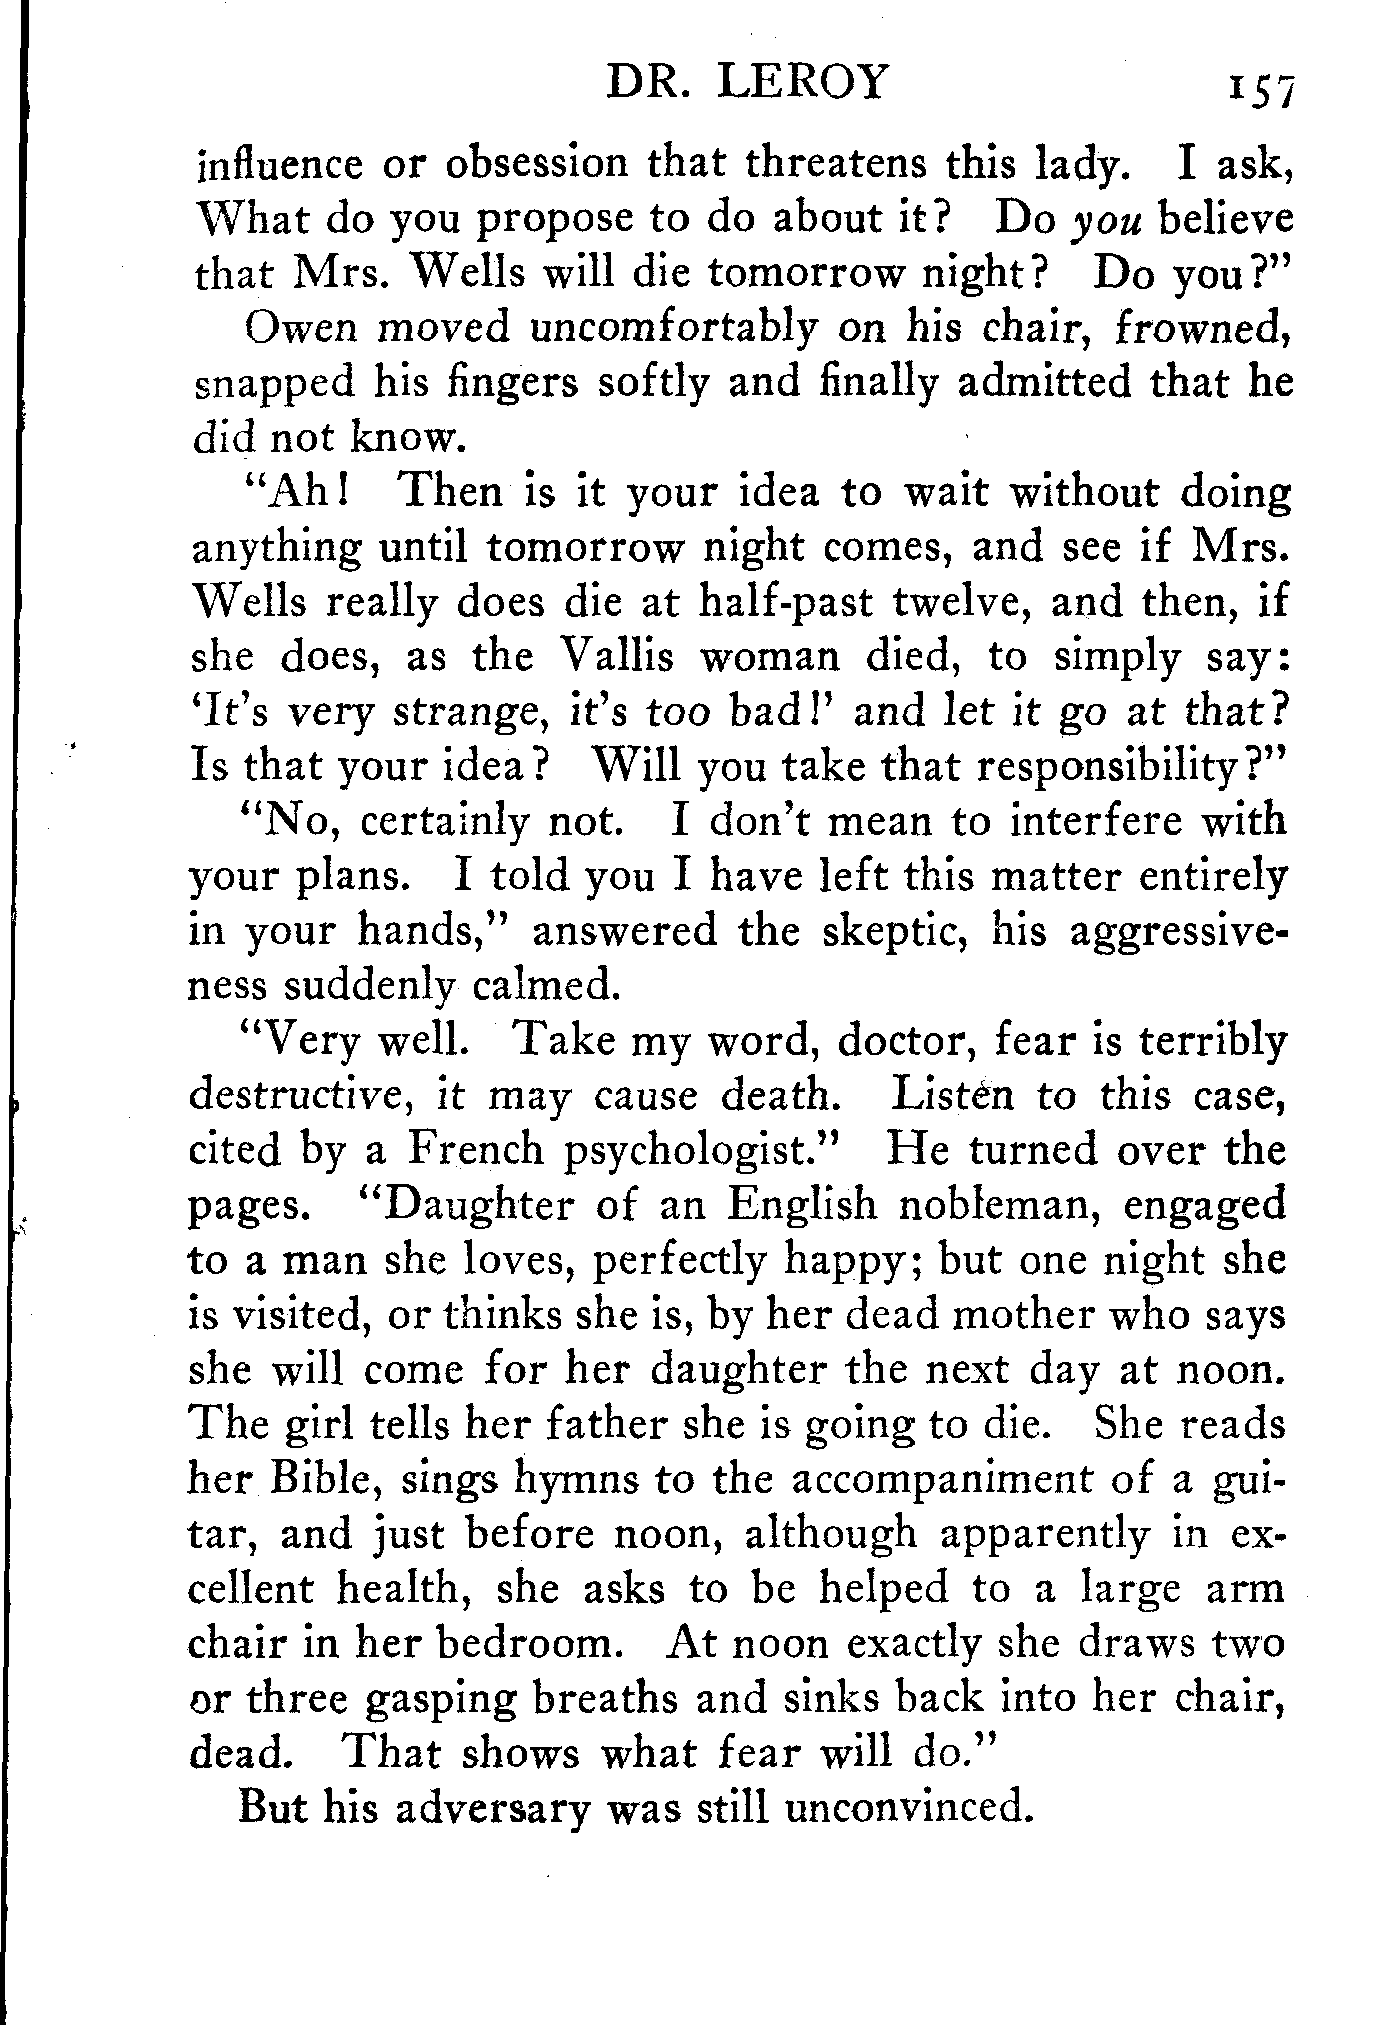 DR. LEROY 157
influence or obsession that threatens this lady. I ask,
What do you propose to do about it? Do you believe
that Mrs. Wells will die tomorrow night? Do you?"
Owen moved uncomfortably on his chair, frowned,
snapped his fingers softly and finally admitted that he
did not know.
"Ah! Then is it your idea to wait without doing
anything until tomorrow night comes, and see if Mrs.
Wells really does die at half-past twelve, and then, if
she does, as the Vallis woman died, to simply say:
'It's very strange, it's too bad!' and let it go at that?
Is that your idea? Will you take that responsibility?"
"No, certainly not. I don't mean to interfere with
your plans. I told you I have left this matter entirely
in your hands," answered the skeptic, his aggressive-
ness suddenly calmed.
"Very well. Take my word, doctor, fear is terribly
destructive, it may cause death. Listen to this case,
cited by a French psychologist." He turned over the
pages. "Daughter of an English nobleman, engaged
to a man she loves, perfectly happy; but one night she
is visited, or thinks she is, by her dead mother who says
she will come for her daughter the next day at noon.
The girl tells her father she is going to die. She reads
her Bible, sings hymns to the accompaniment of a gui-
tar, and just before noon, although apparently in ex-
cellent health, she asks to be helped to a large arm
chair in her bedroom. At noon exactly she draws two
or three gasping breaths and sinks back into her chair,
dead. That shows what fear will do."
But his adversary was still unconvinced.